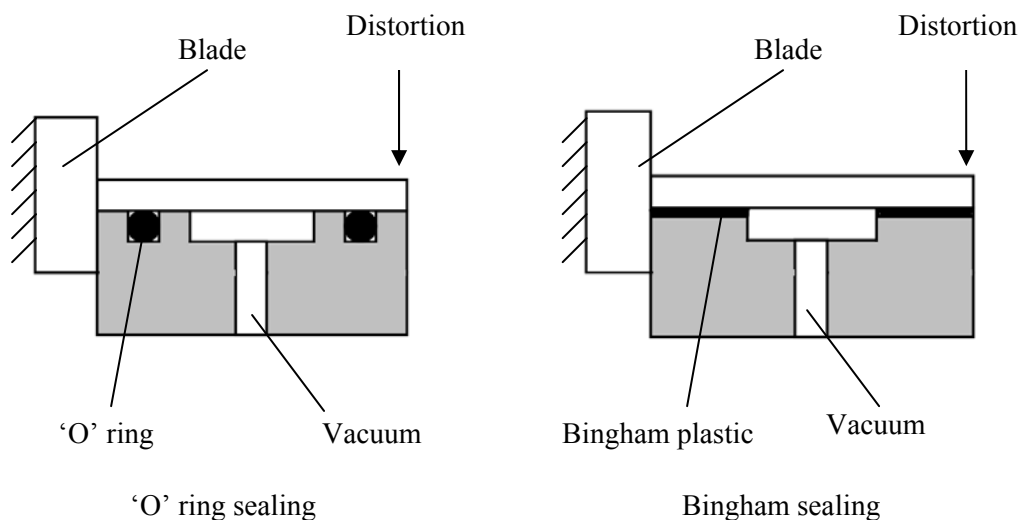 Distortion
Blade
‘O’ ring
Vacuum
‘O’ ring sealing
Distortion
Blade
Bingham plastic
Vacuum
Bingham sealing